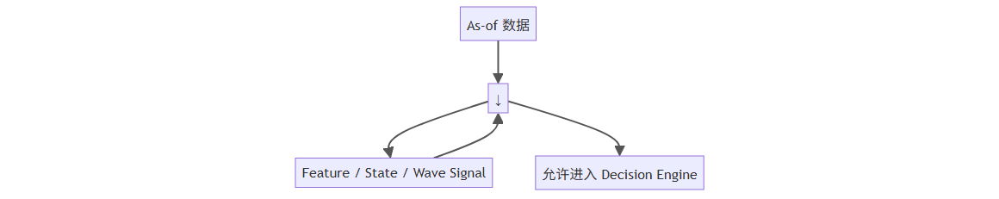 As-of 数据
↓
Feature / State / Wave Signal
允许进入 Decision Engine